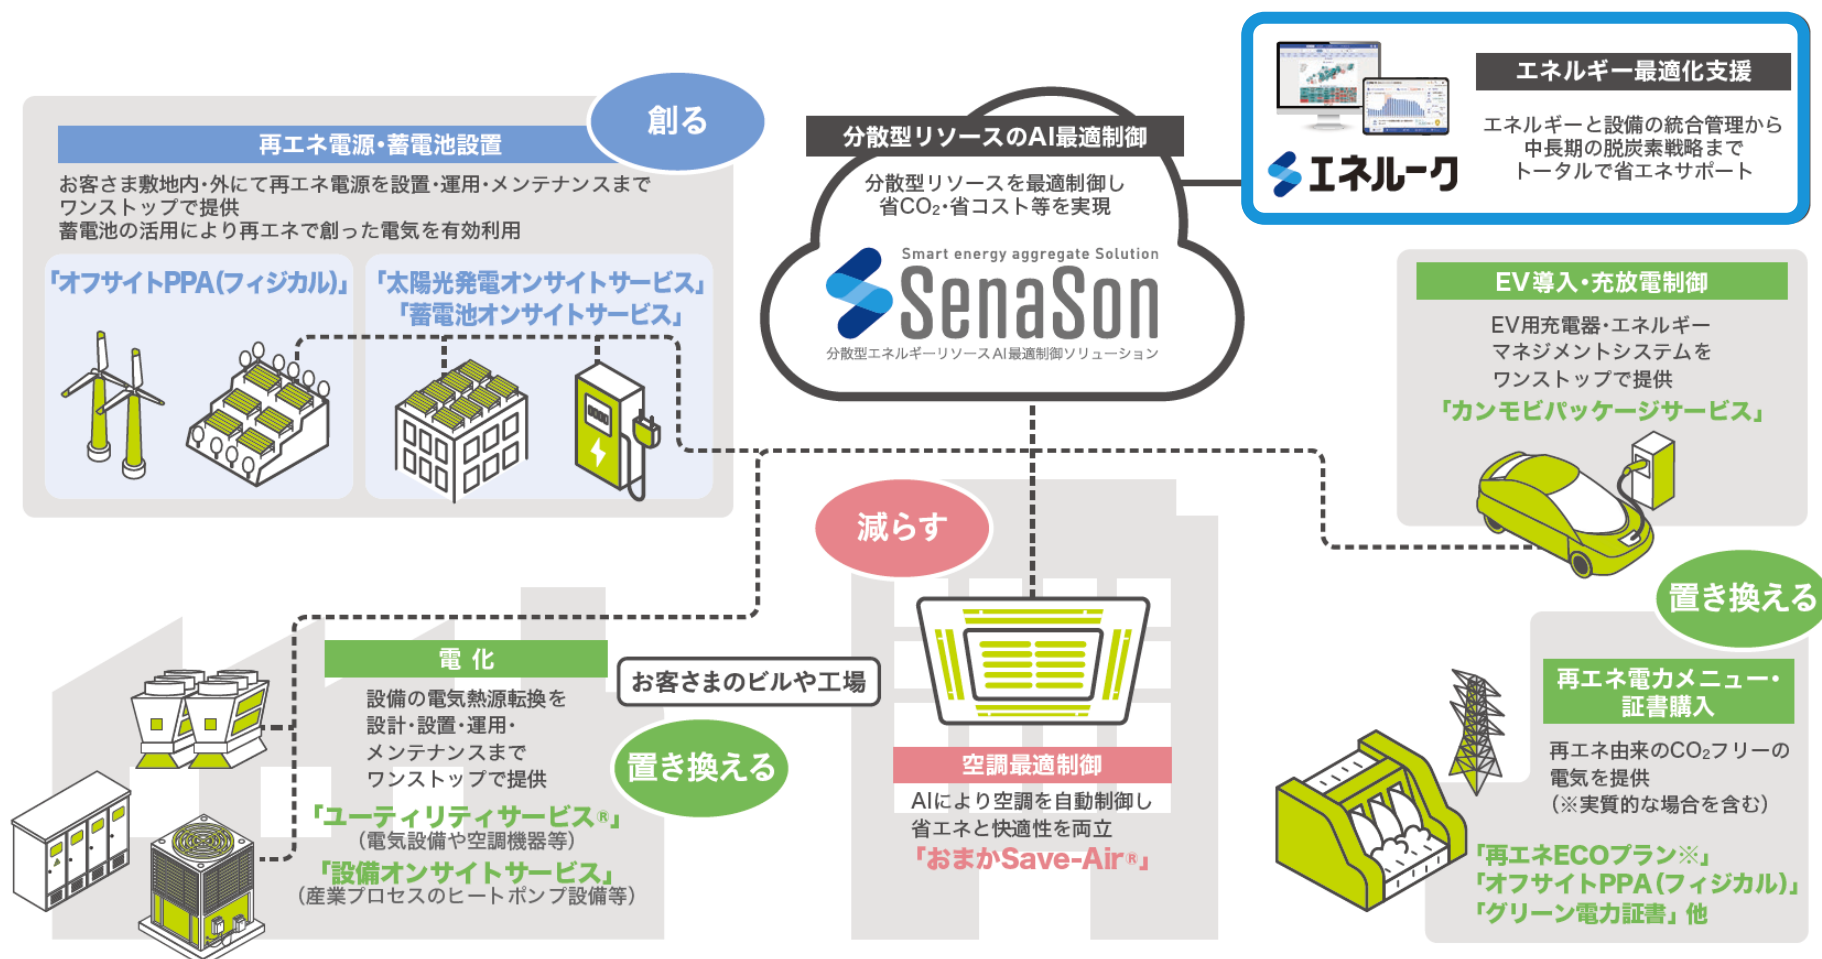 創る
再エネ電源・蓄電池設置
お客さま敷地内・外にて再エネ電源を設置・運用・メンテナンスまで
ワンストップで提供
蓄電池の活用により再エネで創った電気を有効利用
「オフサイトPPA(フィジカル)」
「太陽光発電オンサイトサービス」
「蓄電池オンサイトサービス」
分散型リソースのAI最適制御
分散型リソースを最適制御し
省CO₂・省コスト等を実現
Smart energy aggregate Solution
SenaSon
分散型エネルギーリソースAI最適制御ソリューション
エネルーク
エネルギー最適化支援
エネルギーと設備の統合管理から
中長期の脱炭素戦略まで
トータルで省エネサポート
EV導入・充放電制御
EV用充電器・エネルギー
マネジメントシステムを
ワンストップで提供
「カンモビパッケージサービス」
置き換える
減らす
お客さまのビルや工場
電化
設備の電気熱源転換を
設計・設置・運用・
メンテナンスまで
ワンストップで提供
「ユーティリティサービス®」
(電気設備や空調機器等)
「設備オンサイトサービス」
(産業プロセスのヒートポンプ設備等)
置き換える
空調最適制御
AIにより空調を自動制御し
省エネと快適性を両立
「おまかSave-Air®」
再エネ電力メニュー・
証書購入
再エネ由来のCO₂フリーの
電気を提供
(※実質的な場合を含む)
「再エネECOプラン※」
「オフサイトPPA(フィジカル)」
「グリーン電力証書」他